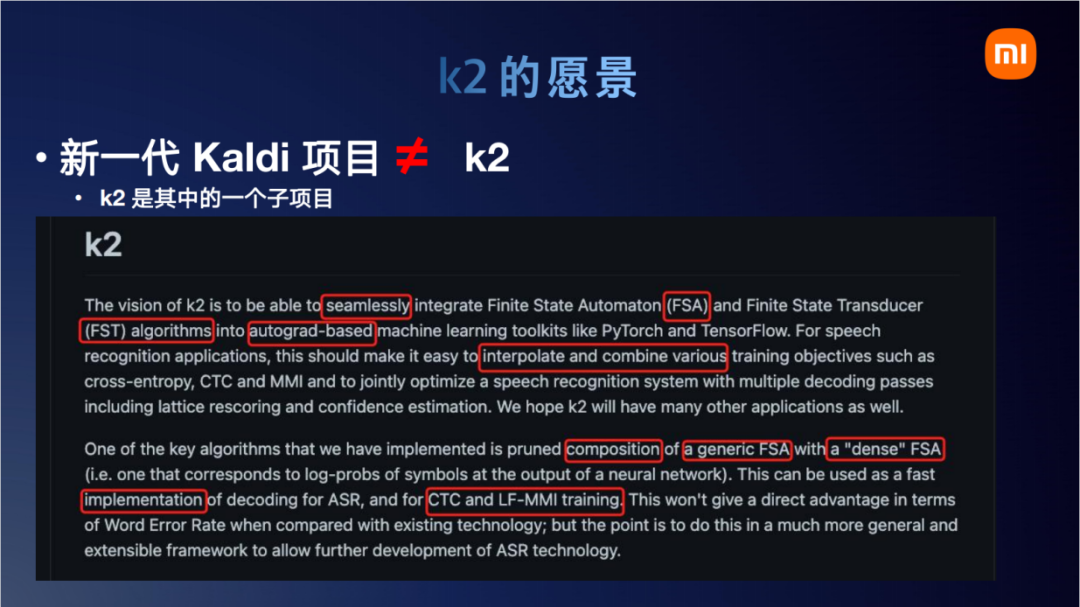 mi
k2 的愿景
• 新一代 Kaldi 项目 ≠ k2
• k2 是其中的一个子项目
k2
The vision of k2 is to be able to seamlessly integrate Finite State Automaton (FSA) and Finite State Transducer
(FST) algorithms into autograd-based machine learning toolkits like PyTorch and TensorFlow. For speech
recognition applications, this should make it easy to interpolate and combine various training objectives such as
cross-entropy, CTC and MMI and to jointly optimize a speech recognition system with multiple decoding passes
including lattice rescoring and confidence estimation. We hope k2 will have many other applications as well.
One of the key algorithms that we have implemented is pruned composition of a generic FSA with a "dense" FSA
(i.e. one that corresponds to log-probs of symbols at the output of a neural network). This can be used as a fast
implementation of decoding for ASR, and for CTC and LF-MMI training. This won't give a direct advantage in terms
of Word Error Rate when compared with existing technology; but the point is to do this in a much more general and
extensible framework to allow further development of ASR technology.